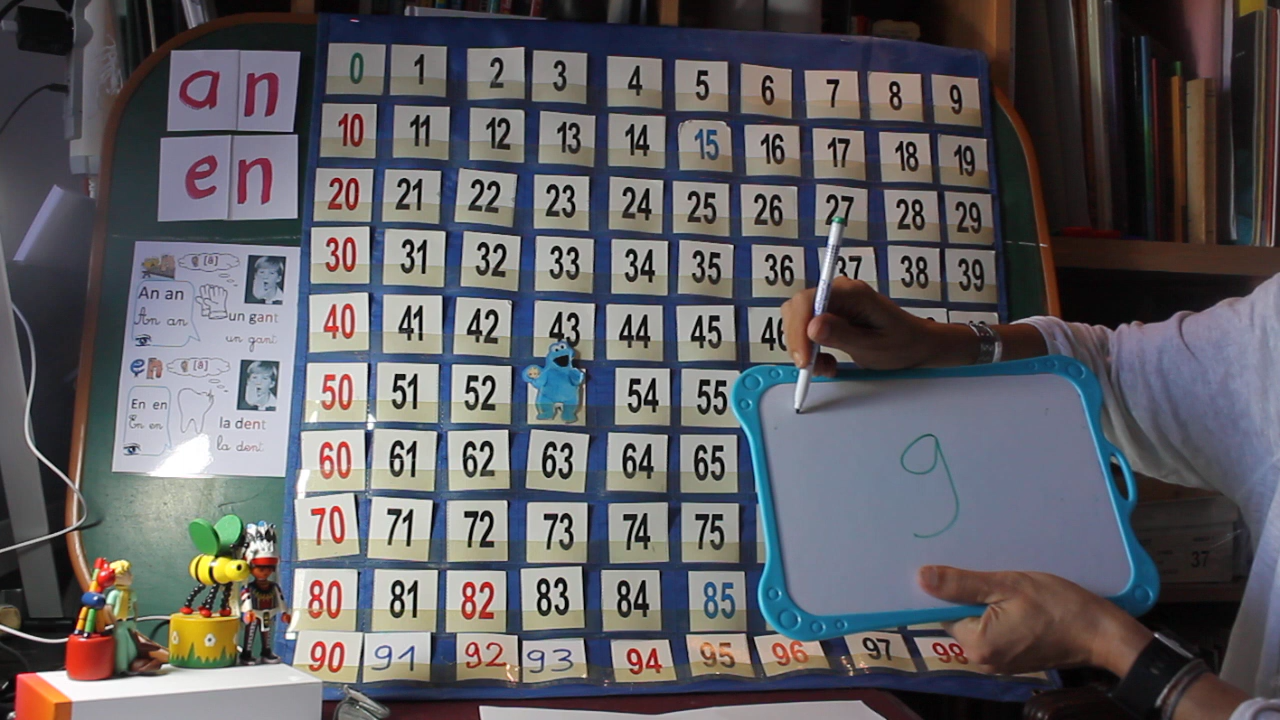 an
en
[ã]
An an
An an
un gant
un gant
[ã]
En en
En en
la dent
la dent
0 1 2 3 4 5 6 7 8 9
10 11 12 13 14 15 16 17 18 19
20 21 22 23 24 25 26 27 28 29
30 31 32 33 34 35 36 37 38 39
40 41 42 43 44 45 46
50 51 52 54 55
60 61 62 63 64 65
70 71 72 73 74 75
80 81 82 83 84 85
90 91 92 93 94 95 96 97 98
9
37